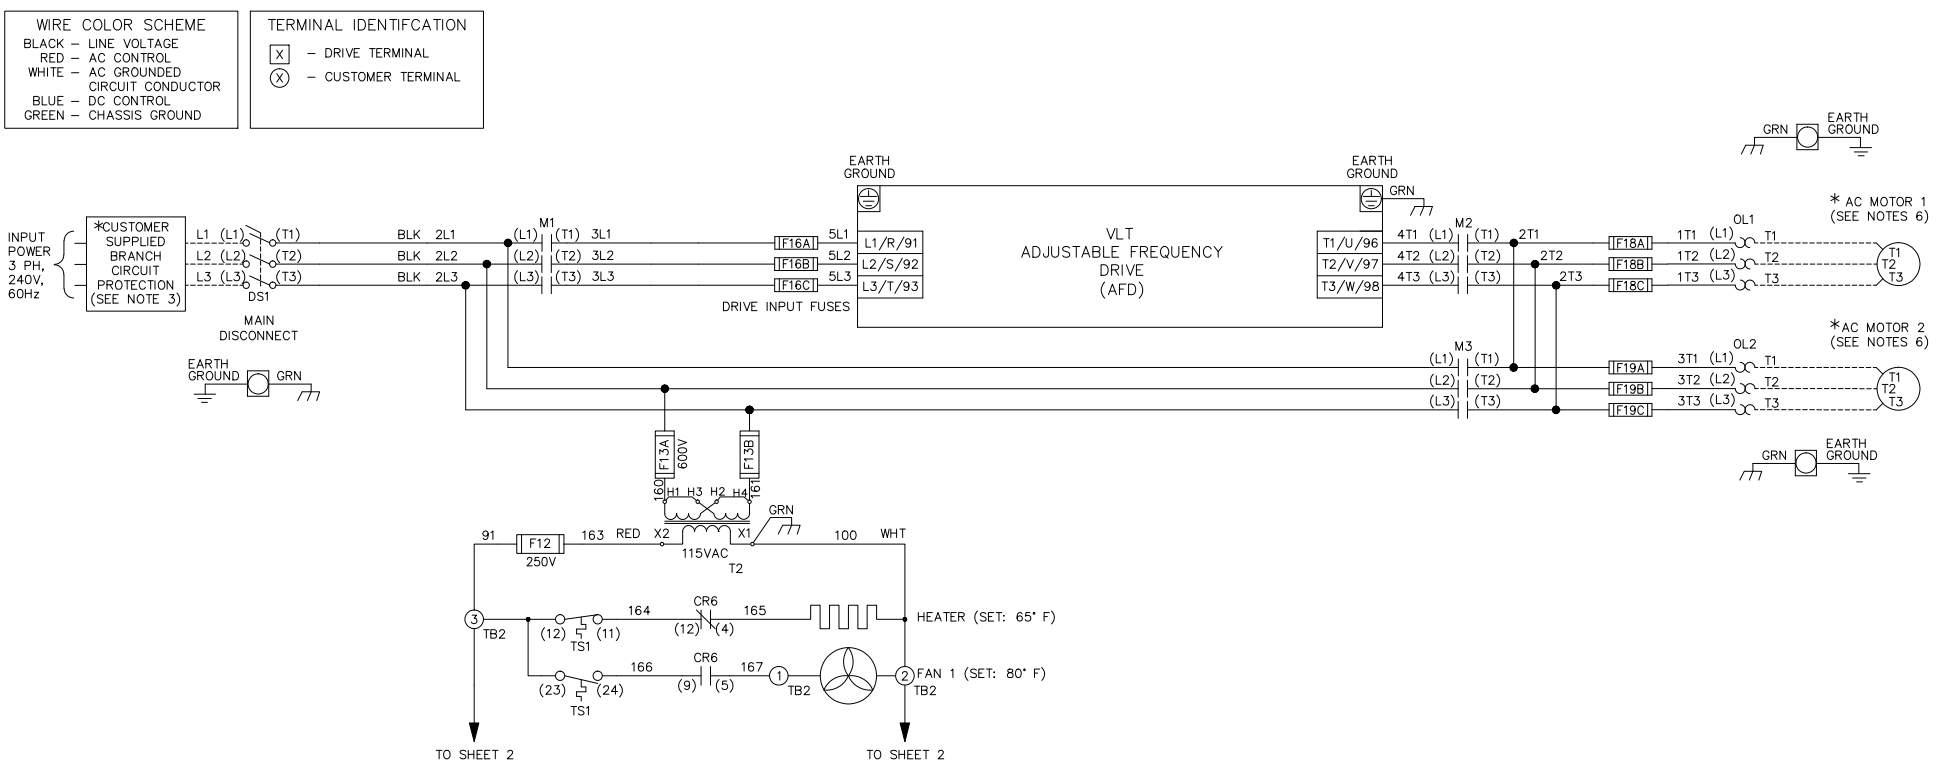 WIRE COLOR SCHEME
BLACK – LINE VOLTAGE
RED – AC CONTROL
WHITE – AC GROUNDED
CIRCUIT CONDUCTOR
BLUE – DC CONTROL
GREEN – CHASSIS GROUND
TERMINAL IDENTIFCATION
X – DRIVE TERMINAL
X – CUSTOMER TERMINAL
GRN
EARTH
GROUND
EARTH
GROUND
EARTH
GROUND
GRN
INPUT
POWER
3 PH,
240V,
60Hz
*CUSTOMER
SUPPLIED
BRANCH
CIRCUIT
PROTECTION
(SEE NOTE 3)
L1 (L1) (T1) BLK 2L1 (L1) M1 (T1) 3L1 F16A 5L1 L1/R/91
L2 (L2) (T2) BLK 2L2 (L2) (T2) 3L2 F16B 5L2 L2/S/92
L3 (L3) (T3) BLK 2L3 (L3) (T3) 3L3 F16C 5L3 L3/T/93
DS1
MAIN
DISCONNECT
DRIVE INPUT FUSES
VLT
ADJUSTABLE FREQUENCY
DRIVE
(AFD)
T1/U/96 4T1 (L1) M2 (T1) 2T1 F18A 1T1 (L1) OL1 T1
T2/V/97 4T2 (L2) (T2) 2T2 F18B 1T2 (L2) T2
T3/W/98 4T3 (L3) (T3) 2T3 F18C 1T3 (L3) T3
* AC MOTOR 1
(SEE NOTES 6)
T1
T2
T3
EARTH
GROUND
GRN
M3
(L1) (T1) F19A 3T1 (L1) OL2 T1
(L2) (T2) F19B 3T2 (L2) T2
(L3) (T3) F19C 3T3 (L3) T3
* AC MOTOR 2
(SEE NOTES 6)
T1
T2
T3
GRN
EARTH
GROUND
F13A
600V
F13B
160
161
H1 H3 H2 H4
GRN
91 F12 163 RED X2 X1 100 WHT
250V
115VAC
T2
3
TB2
164 CR6 165
(12) (11) (12) (4)
TS1
HEATER (SET: 65° F)
166 CR6 167 1
(23) (24) (9) (5) TB2
TS1
2
TB2
FAN 1 (SET: 80° F)
TO SHEET 2
TO SHEET 2